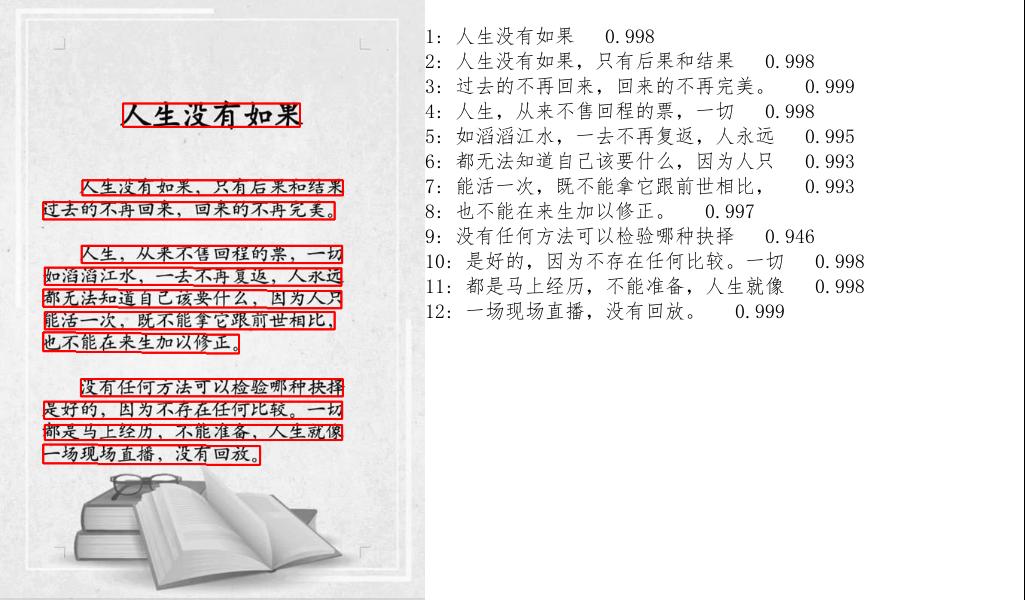 人生没有如果
人生没有如果，只有后果和结果
过去的不再回来，回来的不再完美。
人生，从来不售回程的票，一切
如滔滔江水，一去不再复返，人永远
都无法知道自己该要什么，因为人只
能活一次，既不能拿它跟前世相比，
也不能在来生加以修正。
没有任何方法可以检验哪种抉择
是好的，因为不存在任何比较。一切
都是马上经历，不能准备，人生就像
一场现场直播，没有回放。
1: 人生没有如果 0.998
2: 人生没有如果，只有后果和结果 0.998
3: 过去的不再回来，回来的不再完美。 0.999
4: 人生，从来不售回程的票，一切 0.998
5: 如滔滔江水，一去不再复返，人永远 0.995
6: 都无法知道自己该要什么，因为人只 0.993
7: 能活一次，既不能拿它跟前世相比， 0.993
8: 也不能在来生加以修正。 0.997
9: 没有任何方法可以检验哪种抉择 0.946
10: 是好的，因为不存在任何比较。一切 0.998
11: 都是马上经历，不能准备，人生就像 0.998
12: 一场现场直播，没有回放。 0.999